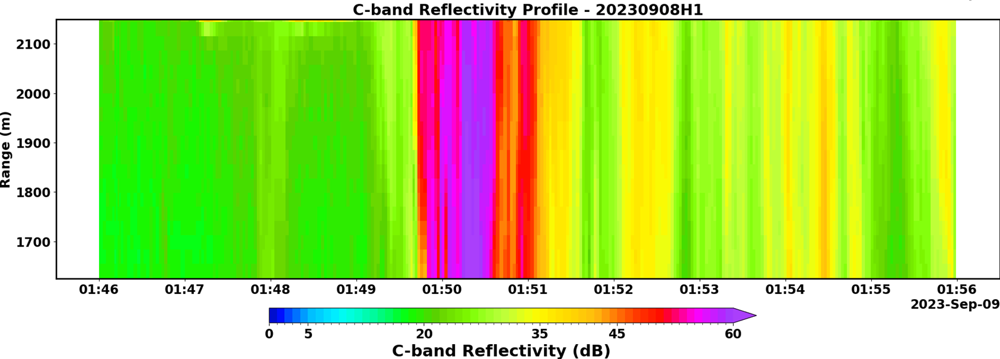 C-band Reflectivity Profile - 20230908H1
Range (m)
2100
2000
1900
1800
1700
01:46 01:47 01:48 01:49 01:50 01:51 01:52 01:53 01:54 01:55 01:56
2023-Sep-09
0 5 20 35 45 60
C-band Reflectivity (dB)